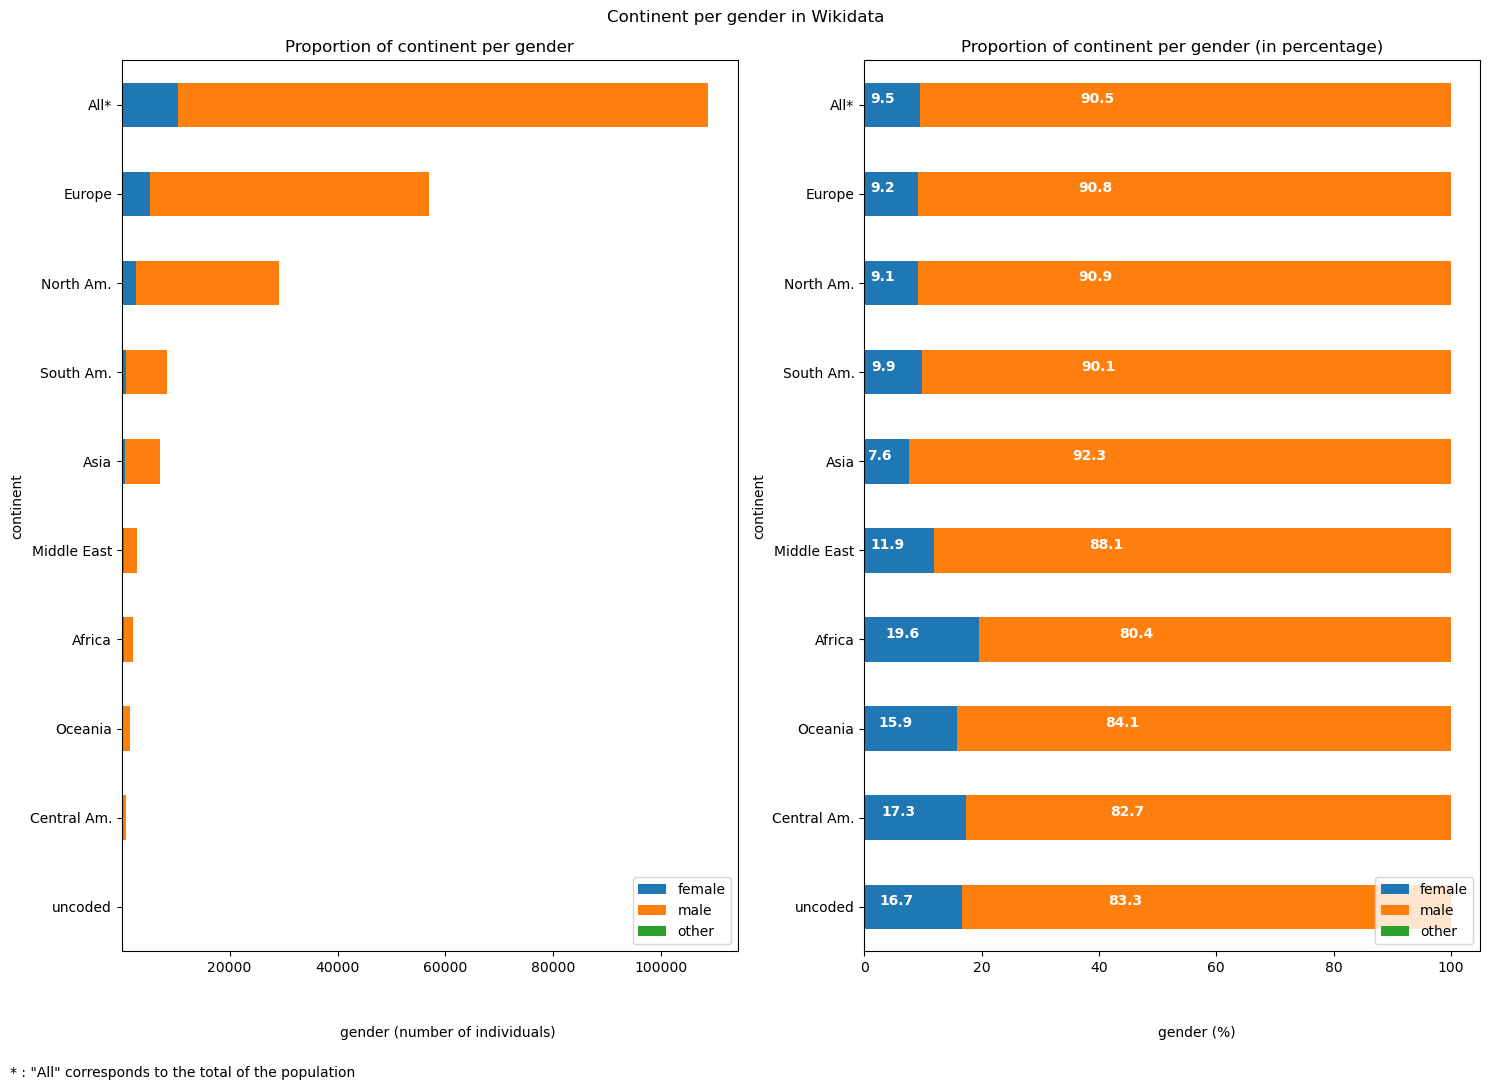 Continent per gender in Wikidata
Proportion of continent per gender
continent
All*
Europe
North Am.
South Am.
Asia
Middle East
Africa
Oceania
Central Am.
uncoded
female
male
other
20000 40000 60000 80000 100000
gender (number of individuals)
Proportion of continent per gender (in percentage)
continent
All* 9.5 90.5
Europe 9.2 90.8
North Am. 9.1 90.9
South Am. 9.9 90.1
Asia 7.6 92.3
Middle East 11.9 88.1
Africa 19.6 80.4
Oceania 15.9 84.1
Central Am. 17.3 82.7
uncoded 16.7 83.3
female
male
other
0 20 40 60 80 100
gender (%)
* : "All" corresponds to the total of the population